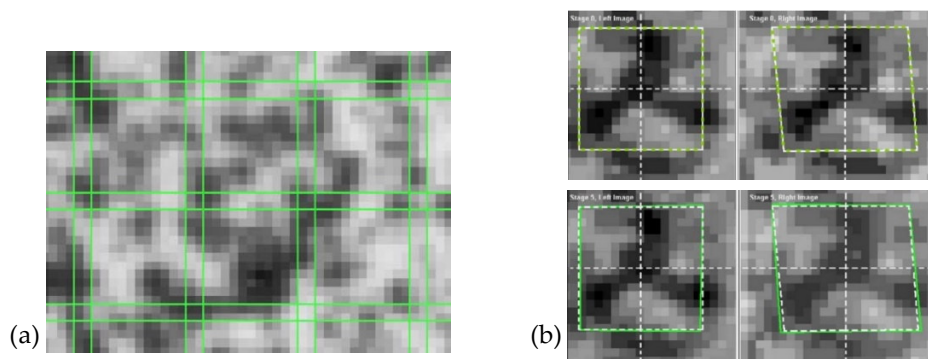 Stage 0, Left Image
Stage 0, Right Image
Stage 5, Left Image
Stage 5, Right Image
(a)
(b)